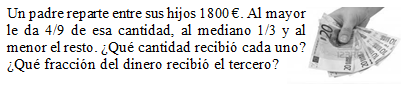 Un padre reparte entre sus hijos 1800 €. Al mayor
le da 4/9 de esa cantidad, al mediano 1/3 y al
menor el resto. ¿Qué cantidad recibió cada uno?
¿Qué fracción del dinero recibió el tercero?
20